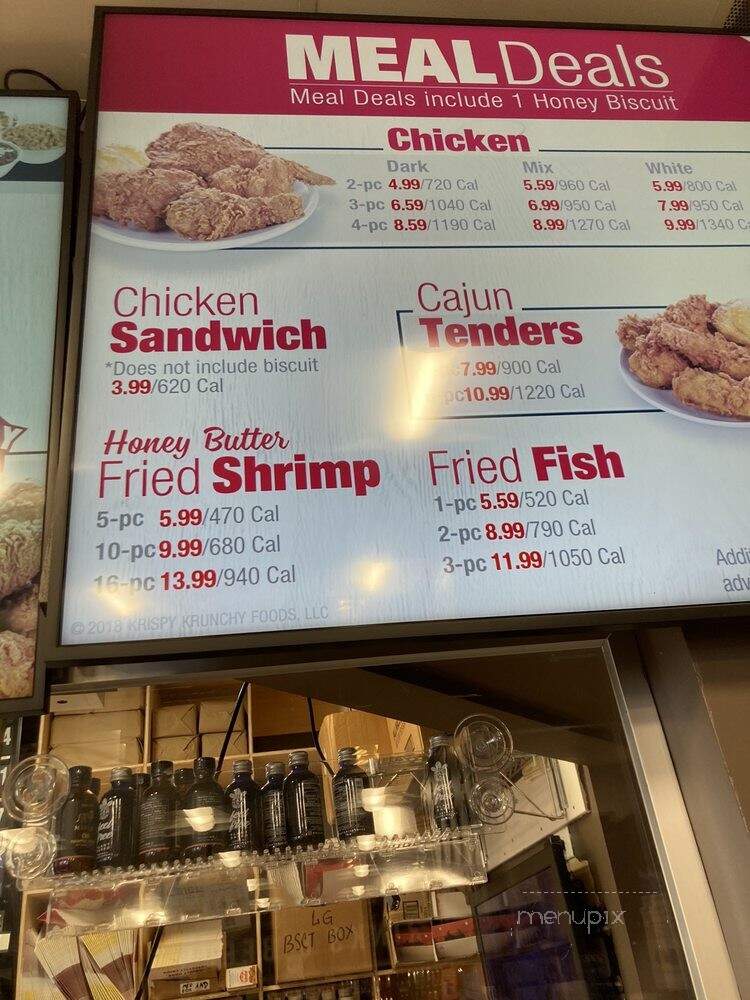 MEAL Deals
Meal Deals include 1 Honey Biscuit
Chicken
Dark Mix White
2-pc 4.99/720 Cal 5.59/960 Cal 5.99/800 Cal
3-pc 6.59/1040 Cal 6.99/950 Cal 7.99/950 Cal
4-pc 8.59/1190 Cal 8.99/1270 Cal 9.99/1340 Ca
Chicken
Sandwich
*Does not include biscuit
3.99/620 Cal
Cajun
Tenders
7.99/900 Cal
pc 10.99/1220 Cal
Honey Butter
Fried Shrimp
5-pc 5.99/470 Cal
10-pc 9.99/680 Cal
16-pc 13.99/940 Cal
Fried Fish
1-pc 5.59/520 Cal
2-pc 8.99/790 Cal
3-pc 11.99/1050 Cal
Addi
adv
© 2018 KRISPY KRUNCHY FOODS, LLC
LG
BSCT BOX
menupix